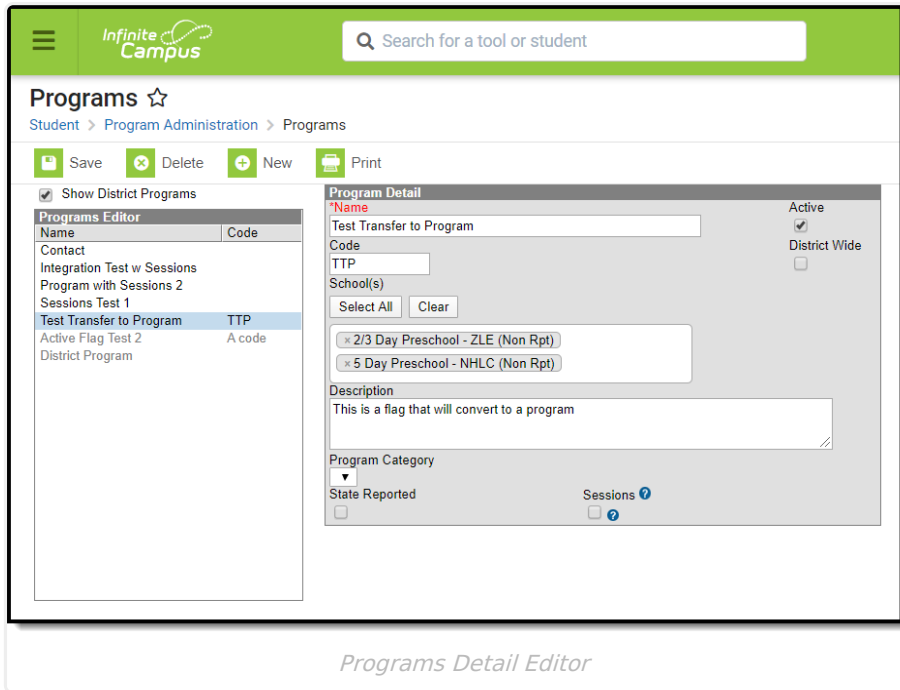 Infinite
Campus
Search for a tool or student
Programs
Student > Program Administration > Programs
Save Delete New Print
Show District Programs
Programs Editor
Name Code
Contact
Integration Test w Sessions
Program with Sessions 2
Sessions Test 1
Test Transfer to Program TTP
Active Flag Test 2 A code
District Program
Program Detail
*Name Active
Test Transfer to Program
Code District Wide
TTP
School(s)
Select All Clear
× 2/3 Day Preschool - ZLE (Non Rpt)
× 5 Day Preschool - NHLC (Non Rpt)
Description
This is a flag that will convert to a program
Program Category
State Reported Sessions ?
?
Programs Detail Editor